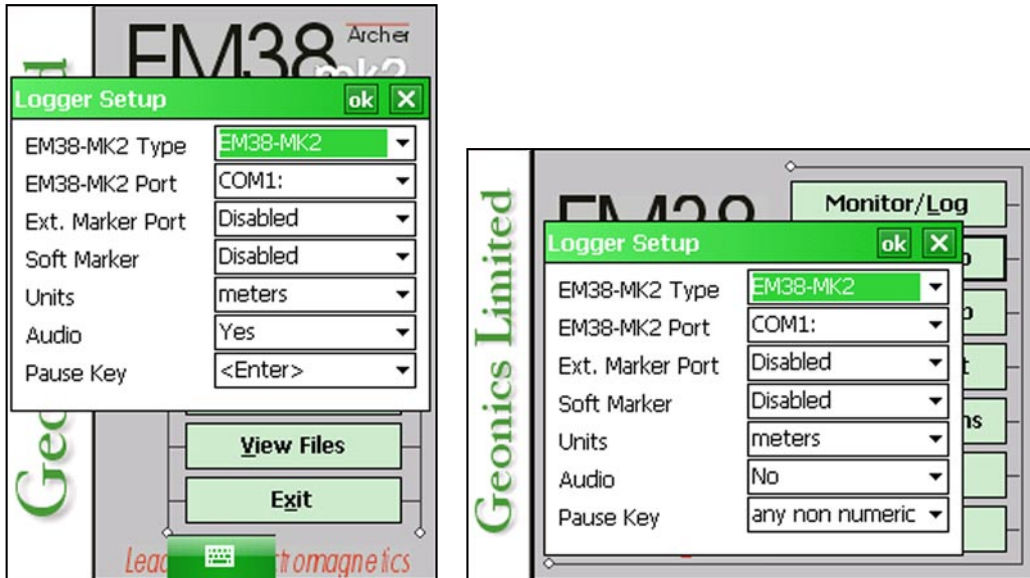 EM38
Archer
mk2
Logger Setup ok X
EM38-MK2 Type EM38-MK2
EM38-MK2 Port COM1:
Ext. Marker Port Disabled
Soft Marker Disabled
Units meters
Audio Yes
Pause Key <Enter>
View Files
Exit
Geonics Limited
Monitor/Log
Logger Setup ok X
EM38-MK2 Type EM38-MK2
EM38-MK2 Port COM1:
Ext. Marker Port Disabled
Soft Marker Disabled
Units meters
Audio No
Pause Key any non numeric